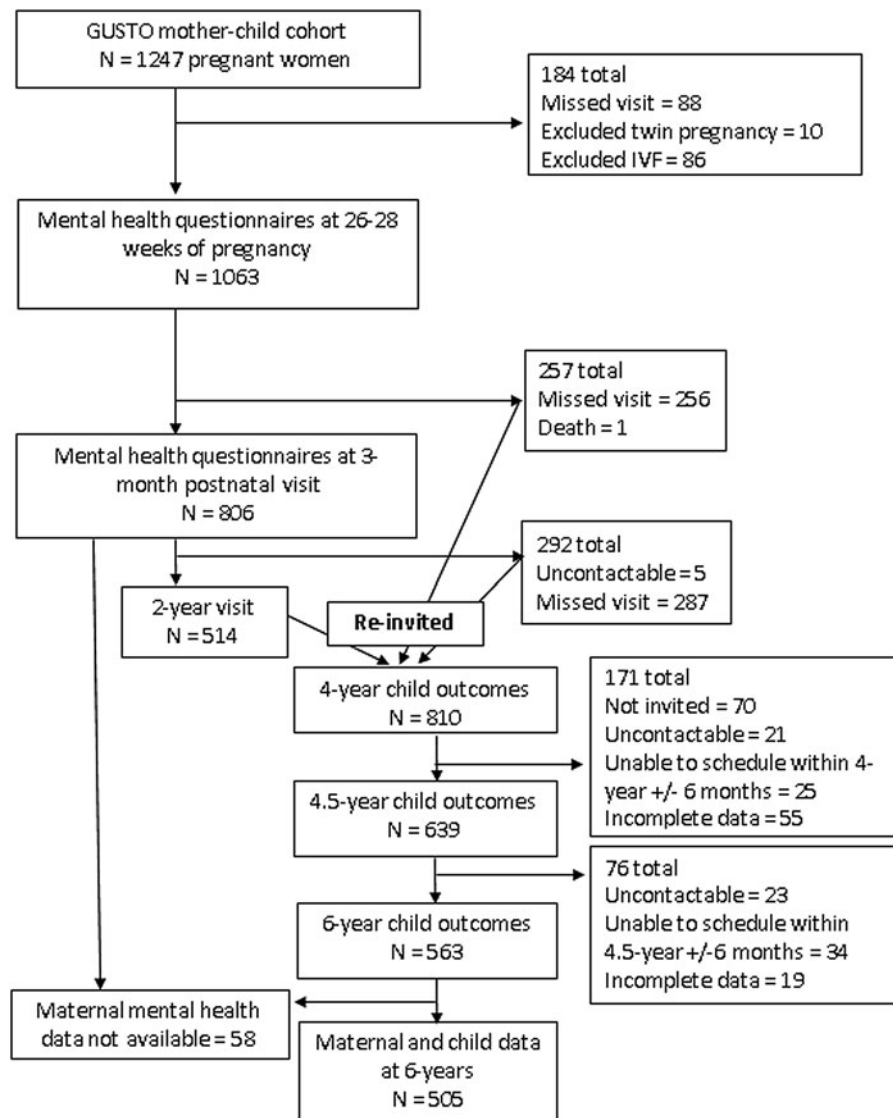 GUSTO mother-child cohort
N = 1247 pregnant women
184 total
Missed visit = 88
Excluded twin pregnancy = 10
Excluded IVF = 86
Mental health questionnaires at 26-28
weeks of pregnancy
N = 1063
257 total
Missed visit = 256
Death = 1
Mental health questionnaires at 3-
month postnatal visit
N = 806
292 total
Uncontactable = 5
Missed visit = 287
2-year visit
N = 514
Re-invited
4-year child outcomes
N = 810
171 total
Not invited = 70
Uncontactable = 21
Unable to schedule within 4-
year +/- 6 months = 25
Incomplete data = 55
4.5-year child outcomes
N = 639
76 total
Uncontactable = 23
Unable to schedule within
4.5-year +/-6 months = 34
Incomplete data = 19
6-year child outcomes
N = 563
Maternal mental health
data not available = 58
Maternal and child data
at 6-years
N = 505